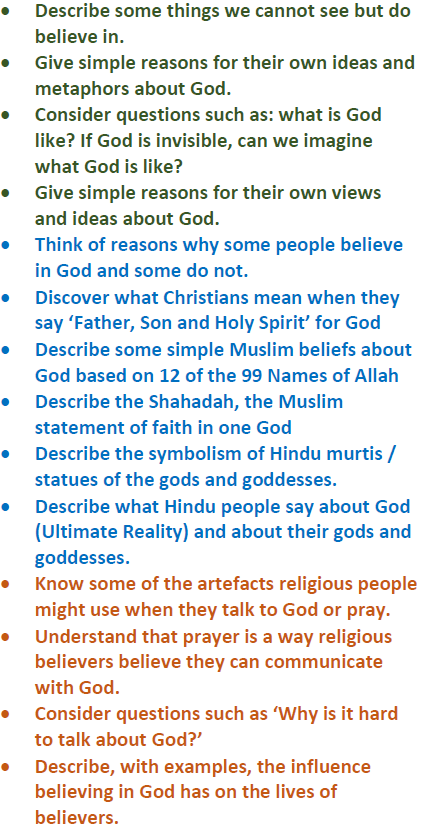 • Describe some things we cannot see but do
believe in.
• Give simple reasons for their own ideas and
metaphors about God.
• Consider questions such as: what is God
like? If God is invisible, can we imagine
what God is like?
• Give simple reasons for their own views
and ideas about God.
• Think of reasons why some people believe
in God and some do not.
• Discover what Christians mean when they
say ‘Father, Son and Holy Spirit’ for God
• Describe some simple Muslim beliefs about
God based on 12 of the 99 Names of Allah
• Describe the Shahadah, the Muslim
statement of faith in one God
• Describe the symbolism of Hindu murtis /
statues of the gods and goddesses.
• Describe what Hindu people say about God
(Ultimate Reality) and about their gods and
goddesses.
• Know some of the artefacts religious people
might use when they talk to God or pray.
• Understand that prayer is a way religious
believers believe they can communicate
with God.
• Consider questions such as ‘Why is it hard
to talk about God?’
• Describe, with examples, the influence
believing in God has on the lives of
believers.